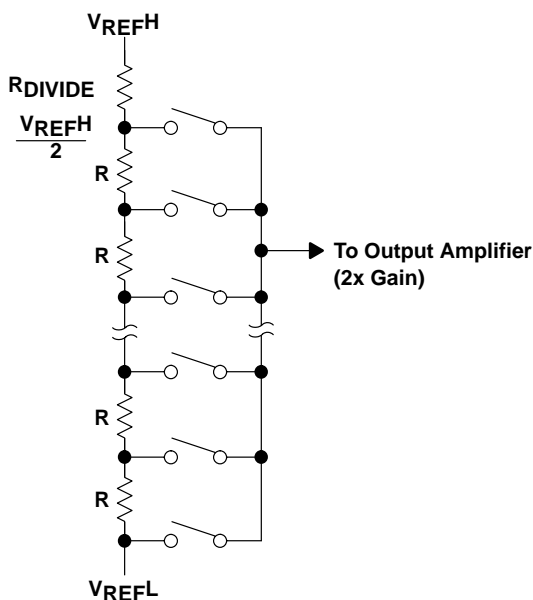 VREFH
RDIVIDE
VREFH
2
R
R
To Output Amplifier
(2x Gain)
R
R
VREFL